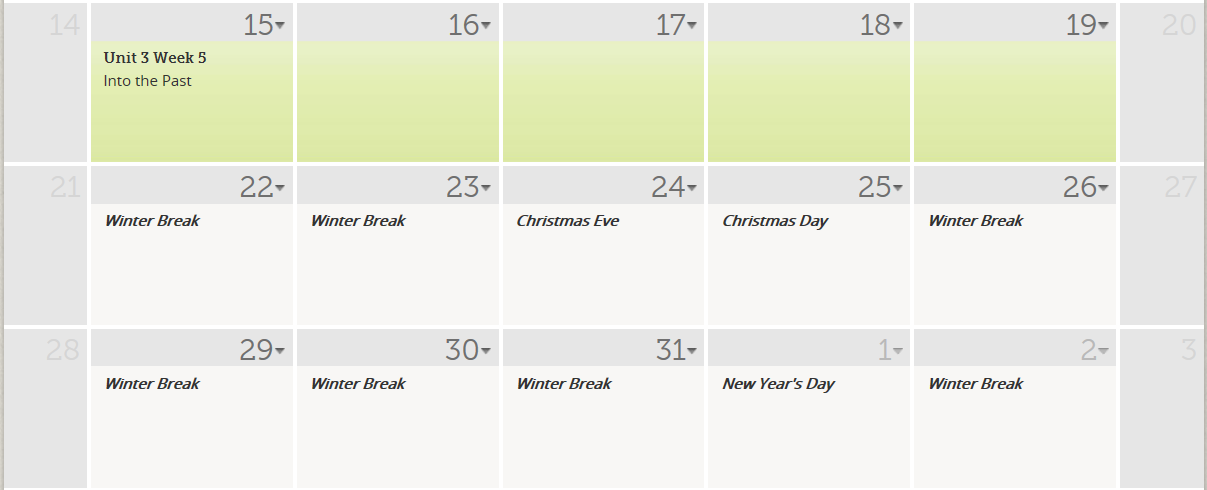 14 15 16 17 18 19 20
Unit 3 Week 5
Into the Past
21 22 23 24 25 26 27
Winter Break Winter Break Christmas Eve Christmas Day Winter Break
28 29 30 31 1 2 3
Winter Break Winter Break Winter Break New Year's Day Winter Break